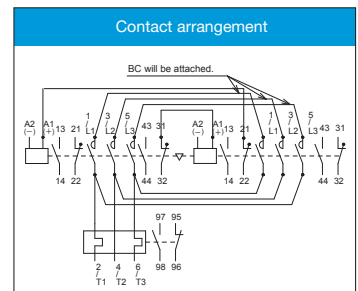 Contact arrangement
BC will be attached.
A2 (−) A1 (+) 13 21 1/L1 3/L2 5/L3 43 31 A2 (−) A1 (+) 13 21 1/L1 3/L2 5/L3 43 31
14 22 44 32 14 22 44 32
97 95
98 96
2/T1 4/T2 6/T3